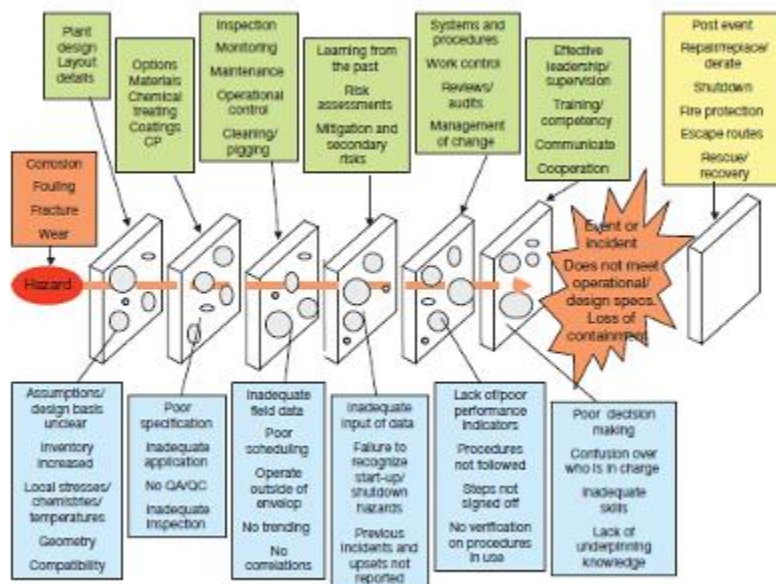 Plant
design
Layout
details
Options
Materials
Chemical
treating
Coatings
CP
Inspection
Monitoring
Maintenance
Operational
control
Cleaning/
pigging
Learning from
the past
Risk
assessments
Mitigation and
secondary
risks
Systems and
procedures
Work control
Reviews/
audits
Management
of change
Effective
leadership/
supervision
Training/
competency
Communicate
Cooperation
Post event
Repair/replace/
derate
Shutdown
Fire protection
Escape routes
Rescue/
recovery
Corrosion
Fouling
Fracture
Wear
Hazard
Event or
incident
Does not meet
operational/
design specs.
Loss of
containment
Assumptions/
design basis
unclear
Inventory
increased
Local stresses/
chemistries/
temperatures
Geometry
Compatibility
Poor
specification
Inadequate
application
No QA/QC
Inadequate
inspection
Inadequate
field data
Poor
scheduling
Operate
outside of
envelop
No trending
No
correlations
Inadequate
input of data
Failure to
recognize
start-up/
shutdown
hazards
Previous
incidents and
upsets not
reported
Lack of/poor
performance
indicators
Procedures
not followed
Steps not
signed off
No verification
on procedures
in use
Poor decision
making
Confusion over
who is in charge
Inadequate
skills
Lack of
underpinning
knowledge